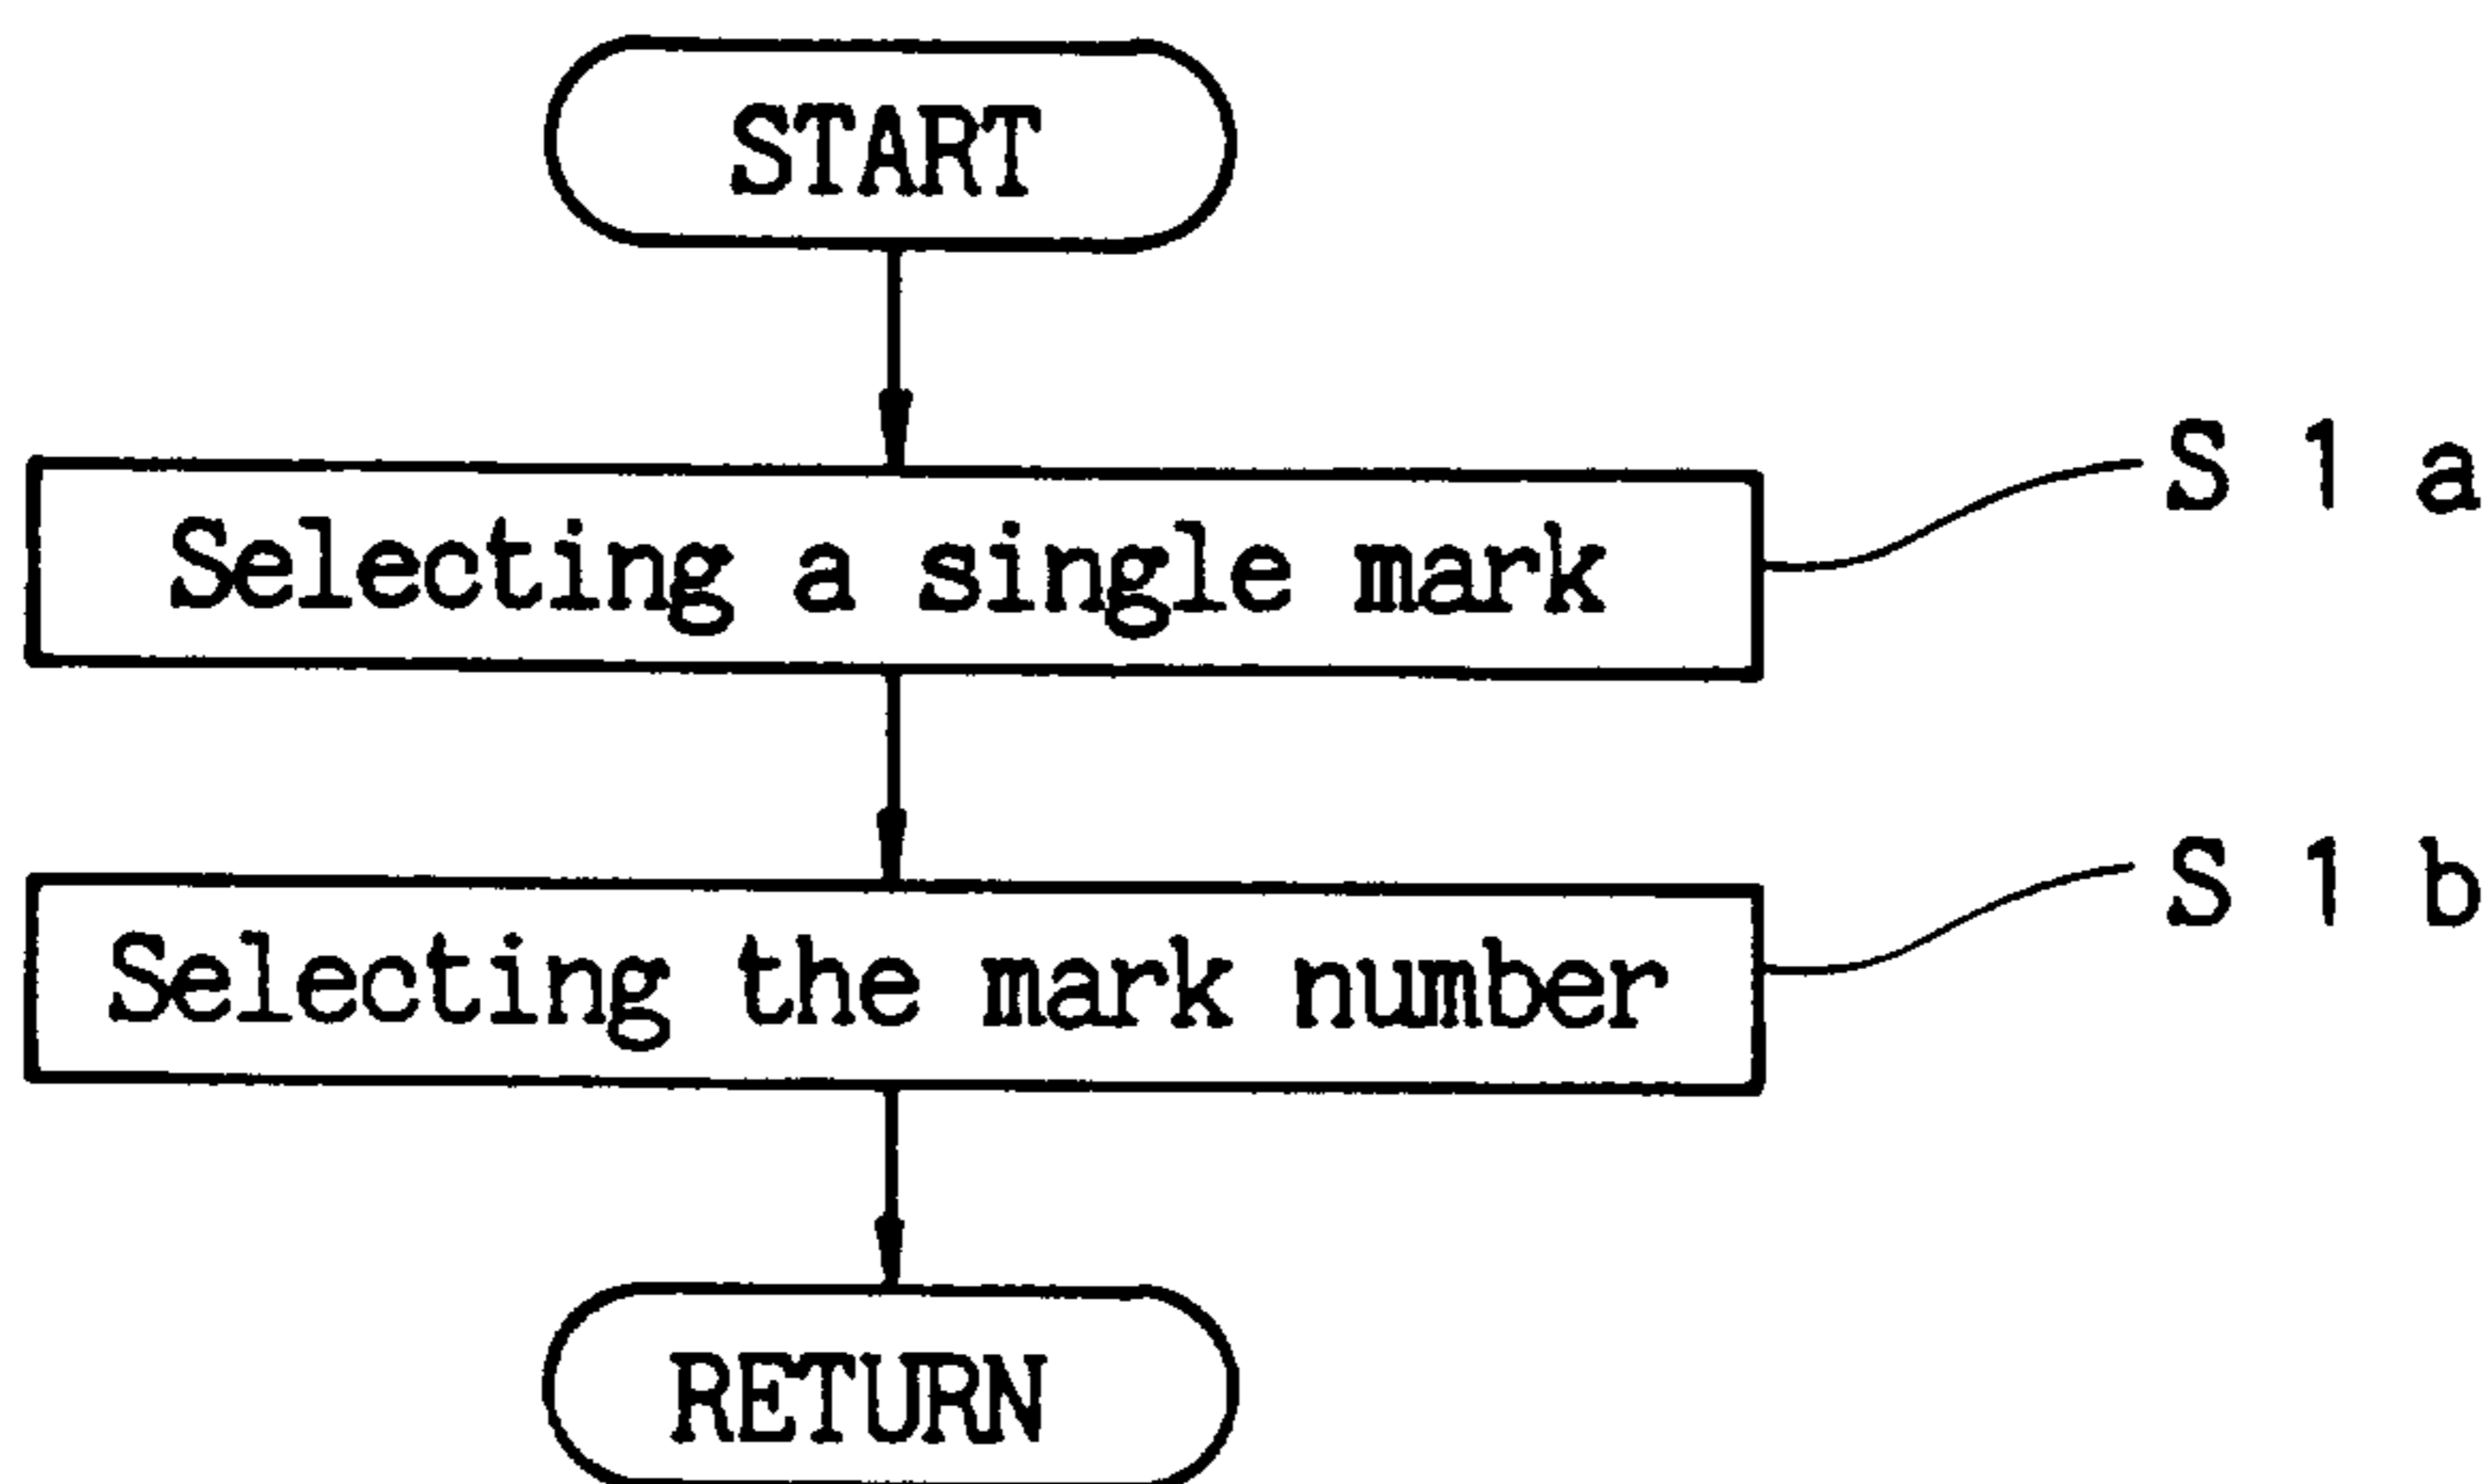 START
Selecting a single mark
S 1 a
Selecting the mark number
S 1 b
RETURN